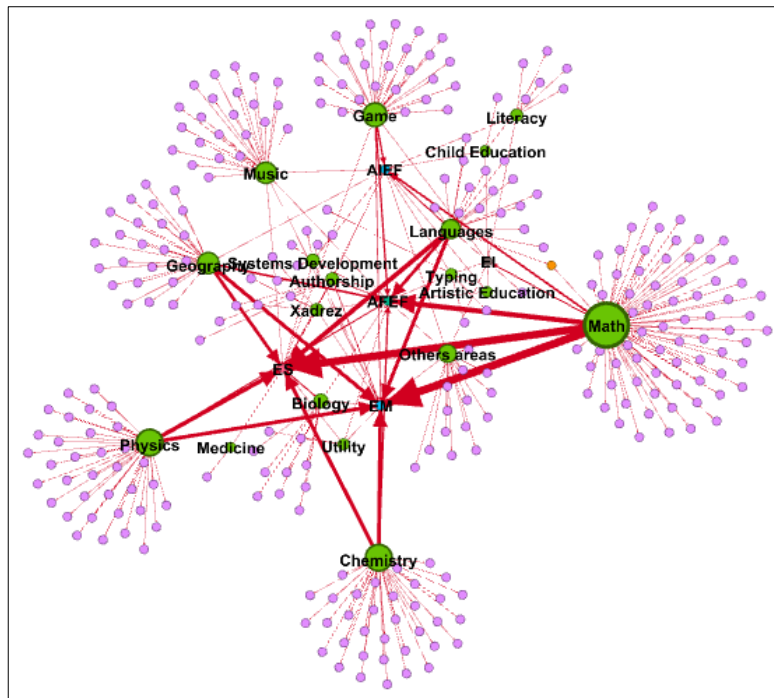 Game
Literacy
Child Education
AIEF
Music
Languages
Geography
Systems Development
EI
Authorship
Typing
Artistic Education
AFEF
Xadrez
Math
Others areas
ES
Biology
EM
Physics
Medicine
Utility
Chemistry